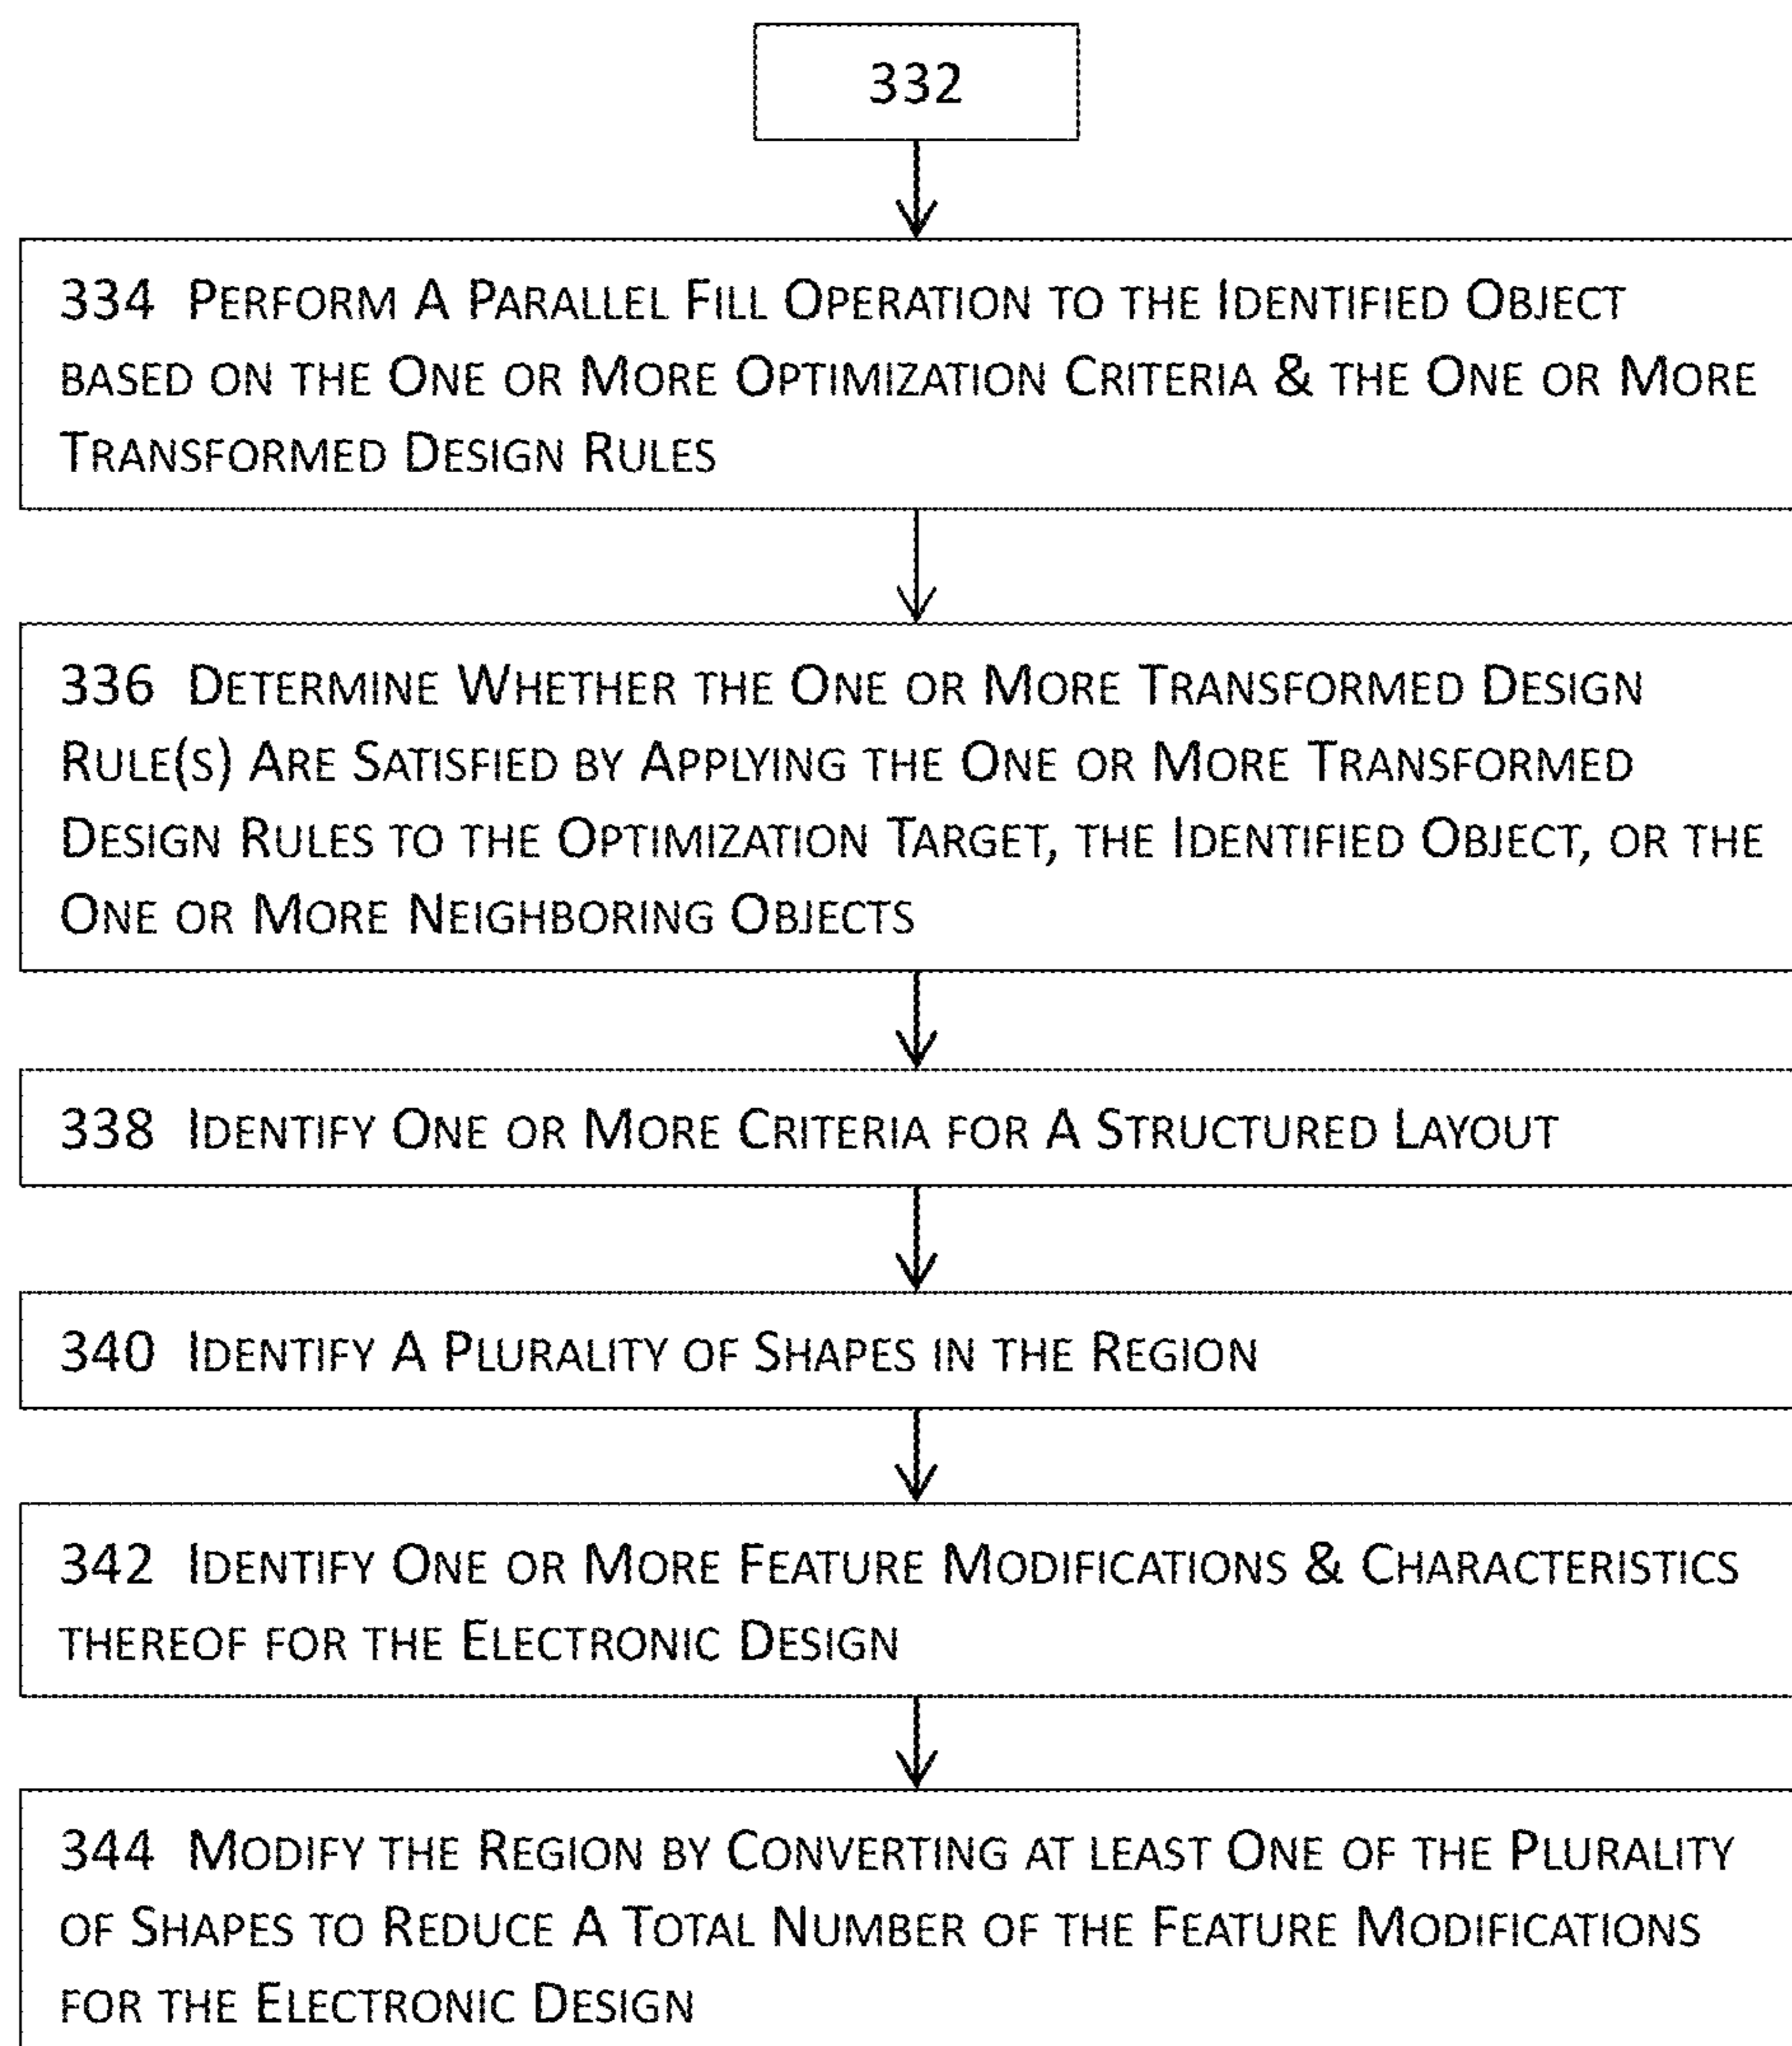 332
334 Perform A Parallel Fill Operation to the Identified Object
based on the One or More Optimization Criteria & the One or More
Transformed Design Rules
336 Determine Whether the One or More Transformed Design
Rule(s) Are Satisfied by Applying the One or More Transformed
Design Rules to the Optimization Target, the Identified Object, or the
One or More Neighboring Objects
338 Identify One or More Criteria for A Structured Layout
340 Identify A Plurality of Shapes in the Region
342 Identify One or More Feature Modifications & Characteristics
thereof for the Electronic Design
344 Modify the Region by Converting at least One of the Plurality
of Shapes to Reduce A Total Number of the Feature Modifications
for the Electronic Design